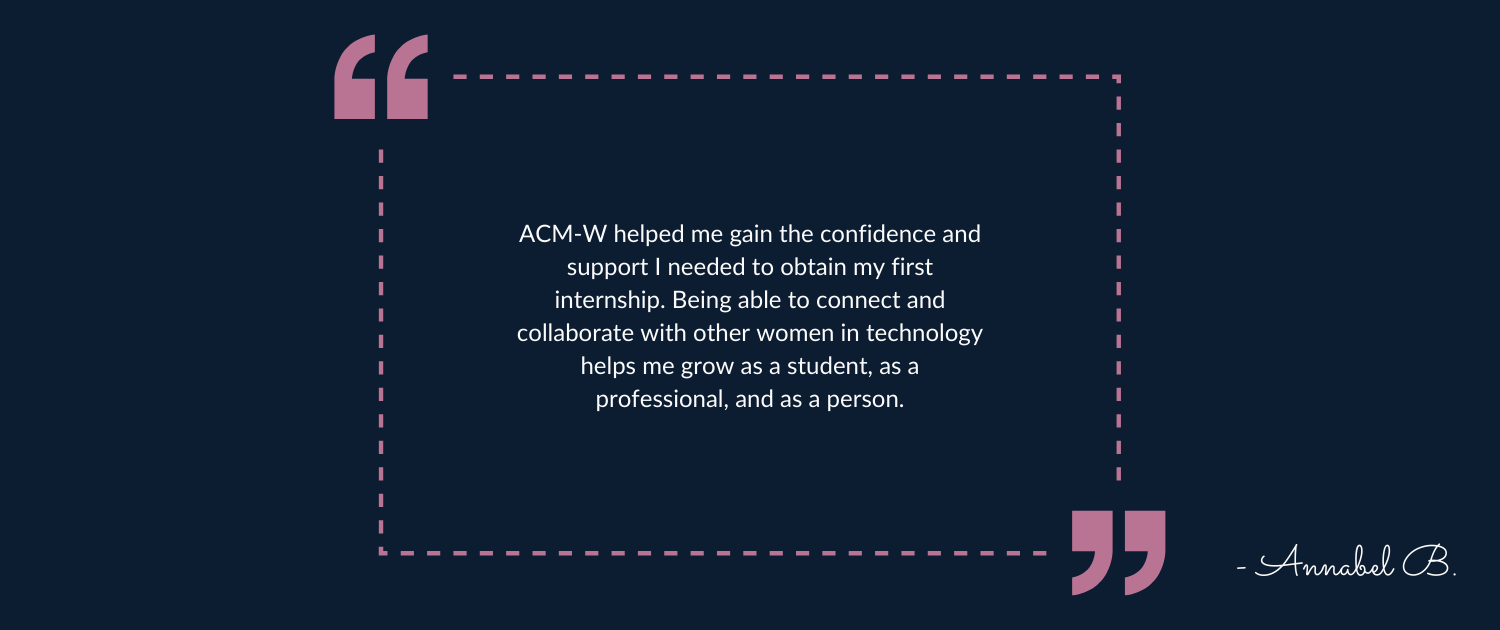 ACM-W helped me gain the confidence and
support I needed to obtain my first
internship. Being able to connect and
collaborate with other women in technology
helps me grow as a student, as a
professional, and as a person.
- Annabel B.